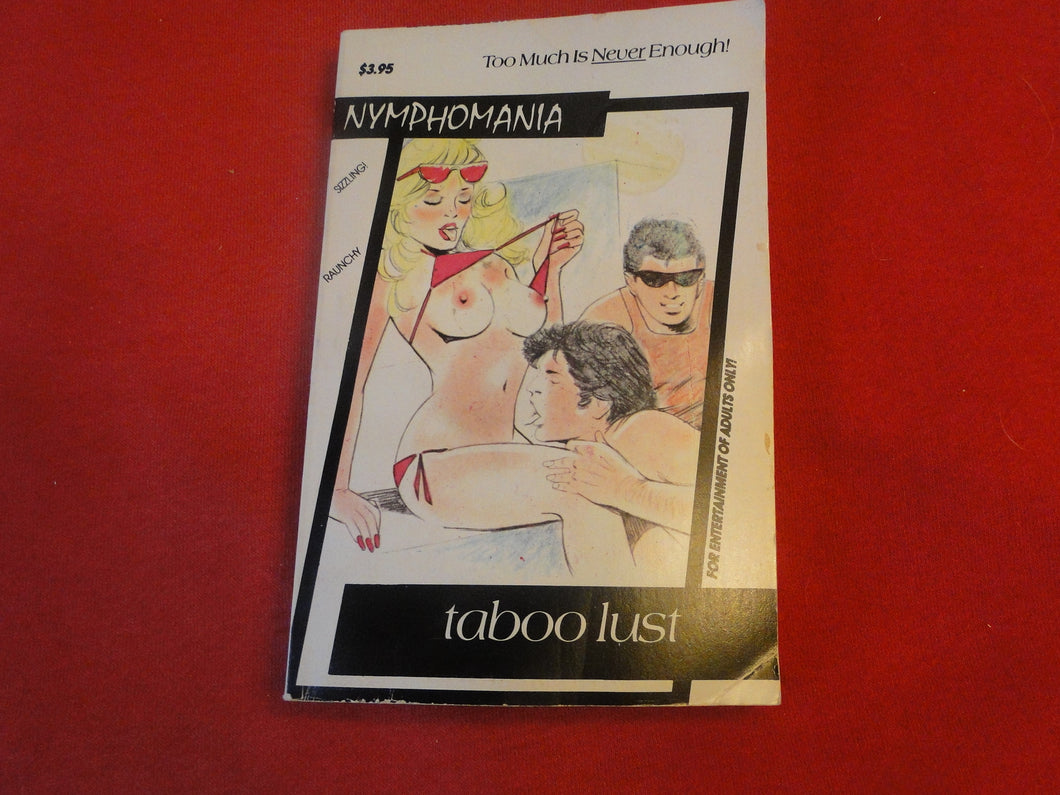 Too Much Is Never Enough!
$3.95
NYMPHOMANIA
SIZZLING!
RAUNCHY
FOR ENTERTAINMENT OF ADULTS ONLY!
taboo lust